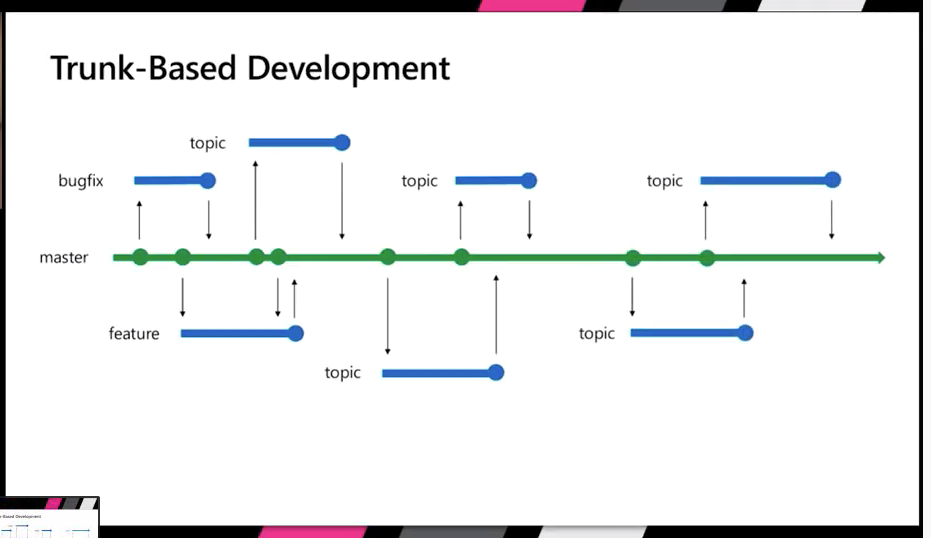 Trunk-Based Development
topic
bugfix
topic
topic
master
feature
topic
topic